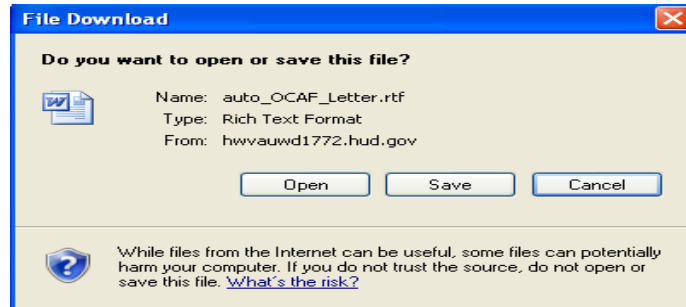 File Download
Do you want to open or save this file?
Name: auto_OCAF_Letter.rtf
Type: Rich Text Format
From: hwvauwd1772.hud.gov
Open Save Cancel
While files from the Internet can be useful, some files can potentially
harm your computer. If you do not trust the source, do not open or
save this file. What's the risk?